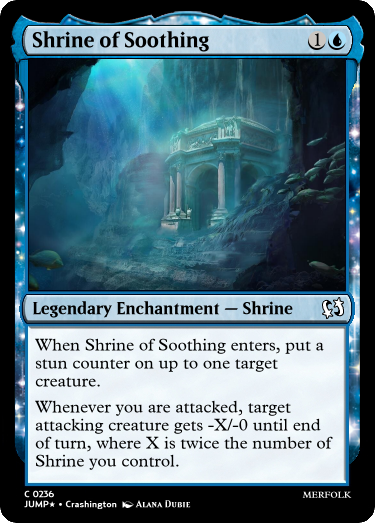 Shrine of Soothing 1
Legendary Enchantment — Shrine
When Shrine of Soothing enters, put a
stun counter on up to one target
creature.
Whenever you are attacked, target
attacking creature gets -X/-0 until end
of turn, where X is twice the number of
Shrine you control.
C 0236
MERFOLK
JUMP★ • Crashington Alana Dubie